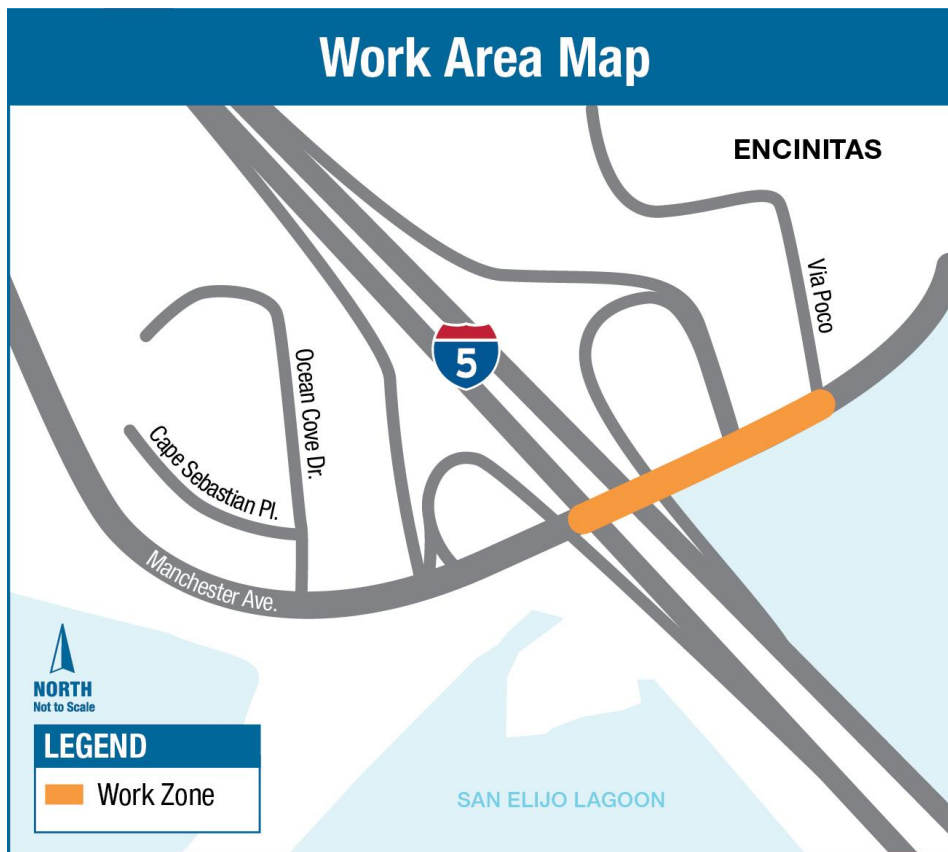 Work Area Map
ENCINITAS
Via Poco
5
Ocean Cove Dr.
Cape Sebastian Pl.
Manchester Ave.
NORTH
Not to Scale
LEGEND
Work Zone
SAN ELIJO LAGOON